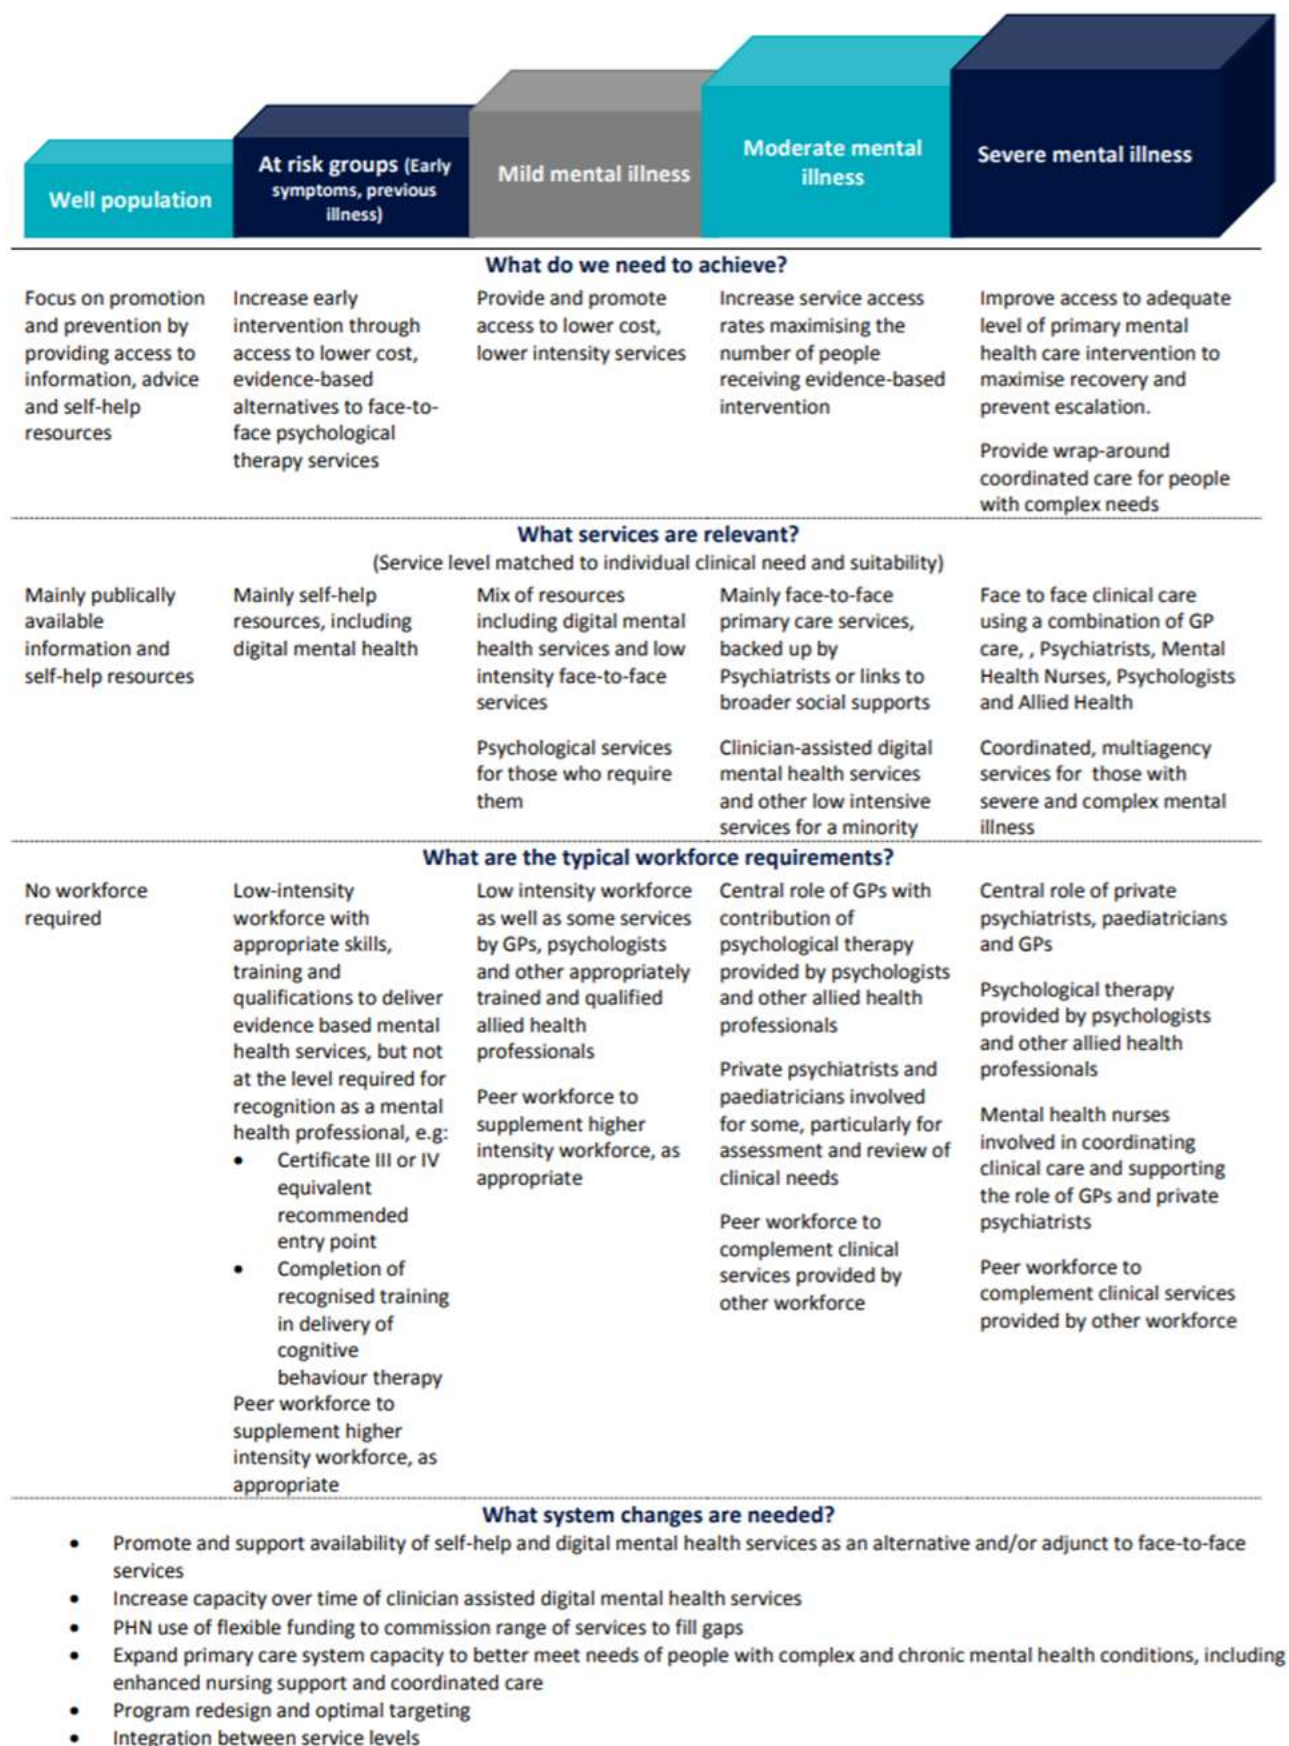 Well population
At risk groups (Early
symptoms, previous
illness)
Mild mental illness
Moderate mental
illness
Severe mental illness
What do we need to achieve?
Focus on promotion
and prevention by
providing access to
information, advice
and self-help
resources
Increase early
intervention through
access to lower cost,
evidence-based
alternatives to face-to-
face psychological
therapy services
Provide and promote
access to lower cost,
lower intensity services
Increase service access
rates maximising the
number of people
receiving evidence-based
intervention
Improve access to adequate
level of primary mental
health care intervention to
maximise recovery and
prevent escalation.
Provide wrap-around
coordinated care for people
with complex needs
What services are relevant?
(Service level matched to individual clinical need and suitability)
Mainly publically
available
information and
self-help resources
Mainly self-help
resources, including
digital mental health
Mix of resources
including digital mental
health services and low
intensity face-to-face
services
Psychological services
for those who require
them
Mainly face-to-face
primary care services,
backed up by
Psychiatrists or links to
broader social supports
Clinician-assisted digital
mental health services
and other low intensive
services for a minority
Face to face clinical care
using a combination of GP
care, , Psychiatrists, Mental
Health Nurses, Psychologists
and Allied Health
Coordinated, multiagency
services for those with
severe and complex mental
illness
What are the typical workforce requirements?
No workforce
required
Low-intensity
workforce with
appropriate skills,
training and
qualifications to deliver
evidence based mental
health services, but not
at the level required for
recognition as a mental
health professional, e.g:
• Certificate III or IV
equivalent
recommended
entry point
• Completion of
recognised training
in delivery of
cognitive
behaviour therapy
Peer workforce to
supplement higher
intensity workforce, as
appropriate
Low intensity workforce
as well as some services
by GPs, psychologists
and other appropriately
trained and qualified
allied health
professionals
Peer workforce to
supplement higher
intensity workforce, as
appropriate
Central role of GPs with
contribution of
psychological therapy
provided by psychologists
and other allied health
professionals
Private psychiatrists and
paediatricians involved
for some, particularly for
assessment and review of
clinical needs
Peer workforce to
complement clinical
services provided by
other workforce
Central role of private
psychiatrists, paediatricians
and GPs
Psychological therapy
provided by psychologists
and other allied health
professionals
Mental health nurses
involved in coordinating
clinical care and supporting
the role of GPs and private
psychiatrists
Peer workforce to
complement clinical services
provided by other workforce
What system changes are needed?
• Promote and support availability of self-help and digital mental health services as an alternative and/or adjunct to face-to-face
services
• Increase capacity over time of clinician assisted digital mental health services
• PHN use of flexible funding to commission range of services to fill gaps
• Expand primary care system capacity to better meet needs of people with complex and chronic mental health conditions, including
enhanced nursing support and coordinated care
• Program redesign and optimal targeting
• Integration between service levels